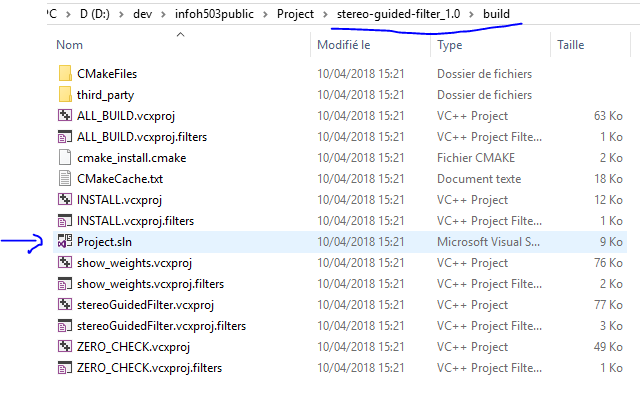 PC > D (D:) > dev > infoh503public > Project > stereo-guided-filter_1.0 > build
Nom Modifié le Type Taille
CMakeFiles 10/04/2018 15:21 Dossier de fichiers
third_party 10/04/2018 15:21 Dossier de fichiers
ALL_BUILD.vcxproj 10/04/2018 15:21 VC++ Project 63 Ko
ALL_BUILD.vcxproj.filters 10/04/2018 15:21 VC++ Project Filte... 1 Ko
cmake_install.cmake 10/04/2018 15:21 Fichier CMAKE 2 Ko
CMakeCache.txt 10/04/2018 15:21 Document texte 18 Ko
INSTALL.vcxproj 10/04/2018 15:21 VC++ Project 12 Ko
INSTALL.vcxproj.filters 10/04/2018 15:21 VC++ Project Filte... 1 Ko
Project.sln 10/04/2018 15:21 Microsoft Visual S... 9 Ko
show_weights.vcxproj 10/04/2018 15:21 VC++ Project 76 Ko
show_weights.vcxproj.filters 10/04/2018 15:21 VC++ Project Filte... 2 Ko
stereoGuidedFilter.vcxproj 10/04/2018 15:21 VC++ Project 77 Ko
stereoGuidedFilter.vcxproj.filters 10/04/2018 15:21 VC++ Project Filte... 3 Ko
ZERO_CHECK.vcxproj 10/04/2018 15:21 VC++ Project 49 Ko
ZERO_CHECK.vcxproj.filters 10/04/2018 15:21 VC++ Project Filte... 1 Ko